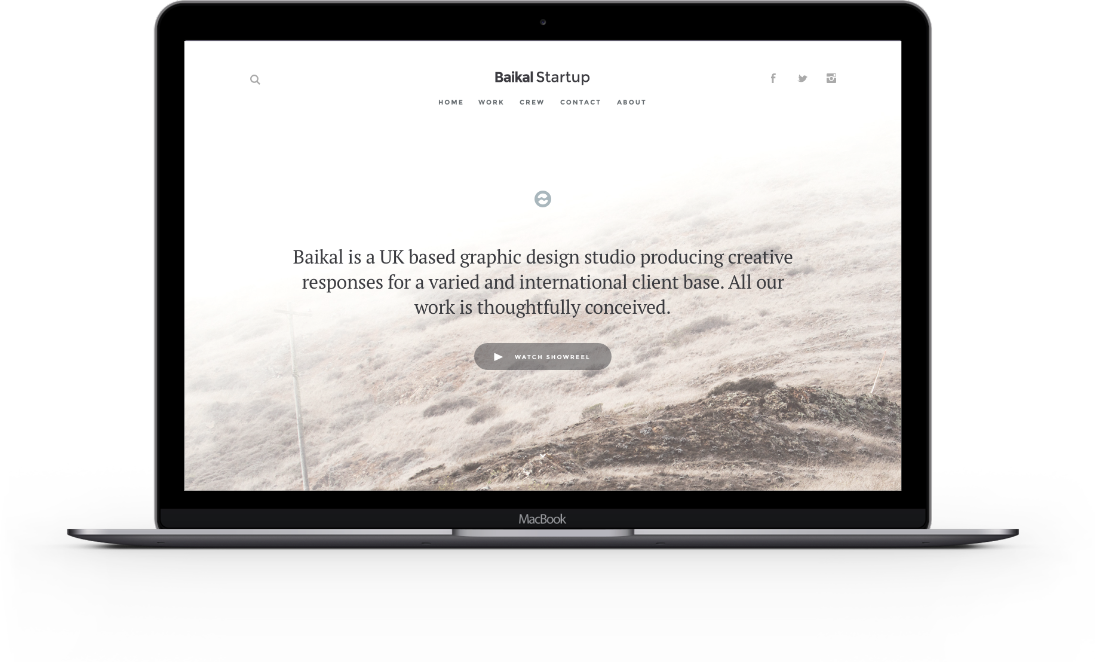 Baikal Startup
HOME WORK CREW CONTACT ABOUT
Baikal is a UK based graphic design studio producing creative
responses for a varied and international client base. All our
work is thoughtfully conceived.
WATCH SHOWREEL
MacBook